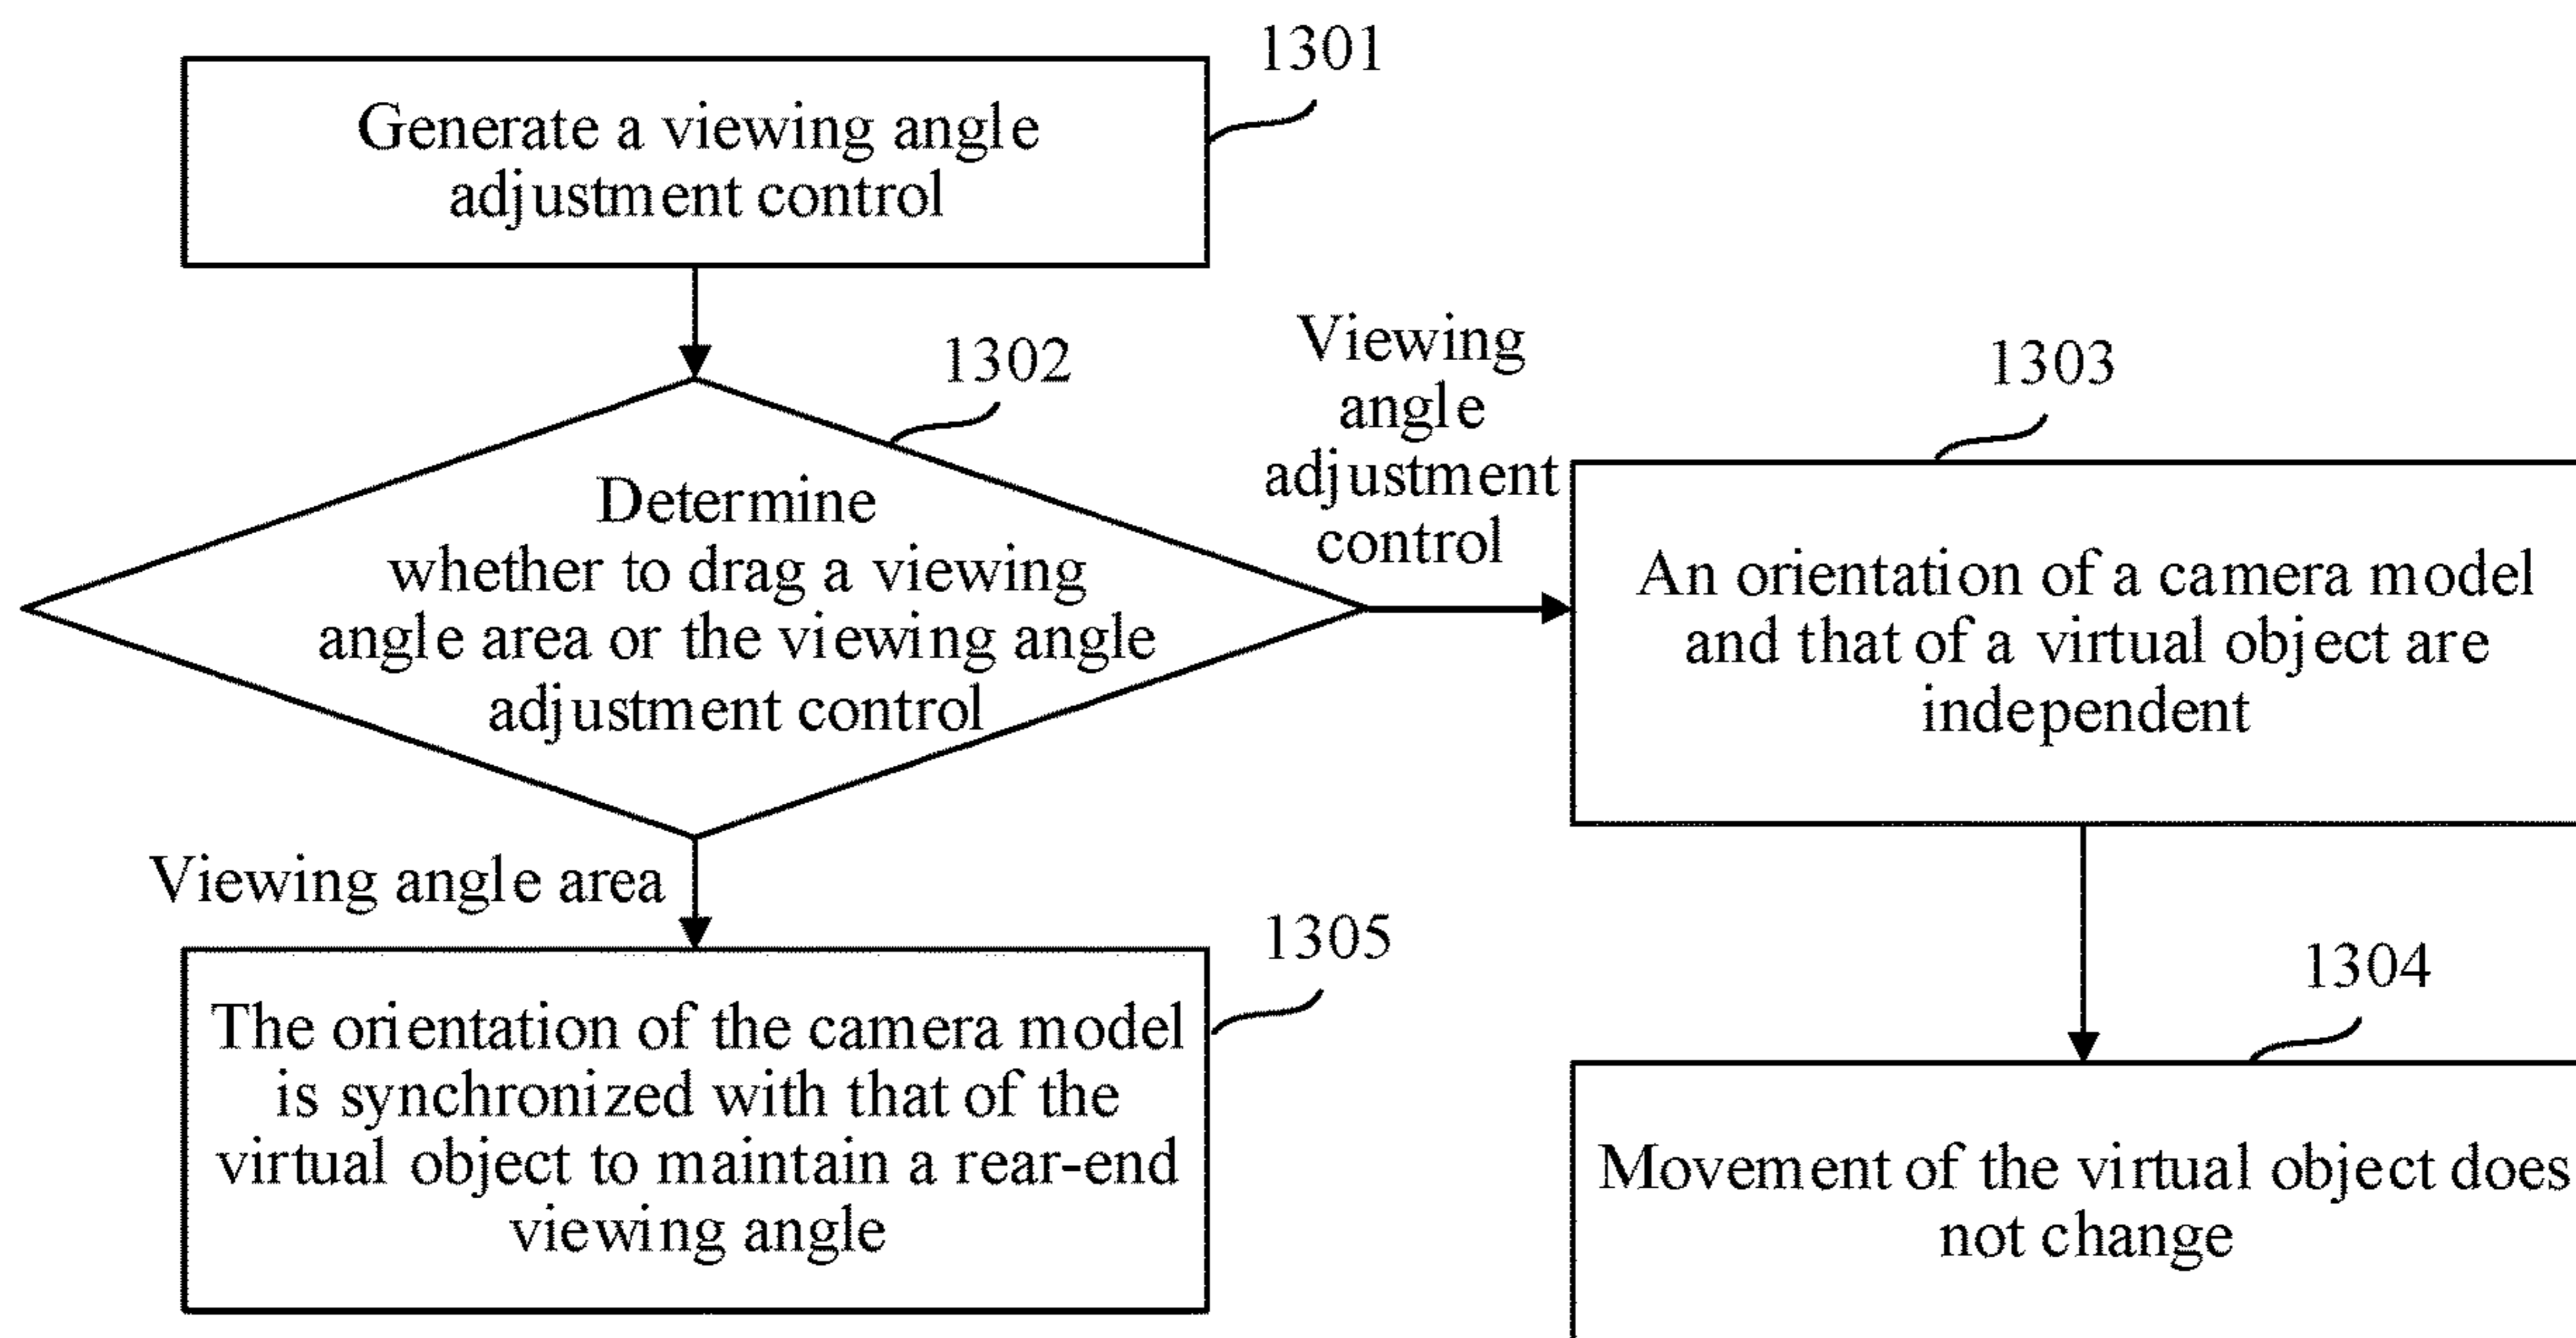 1301
Generate a viewing angle
adjustment control
1302
Determine
whether to drag a viewing
angle area or the viewing angle
adjustment control
Viewing
angle
adjustment
control
1303
An orientation of a camera model
and that of a virtual object are
independent
1304
Movement of the virtual object does
not change
Viewing angle area
1305
The orientation of the camera model
is synchronized with that of the
virtual object to maintain a rear-end
viewing angle